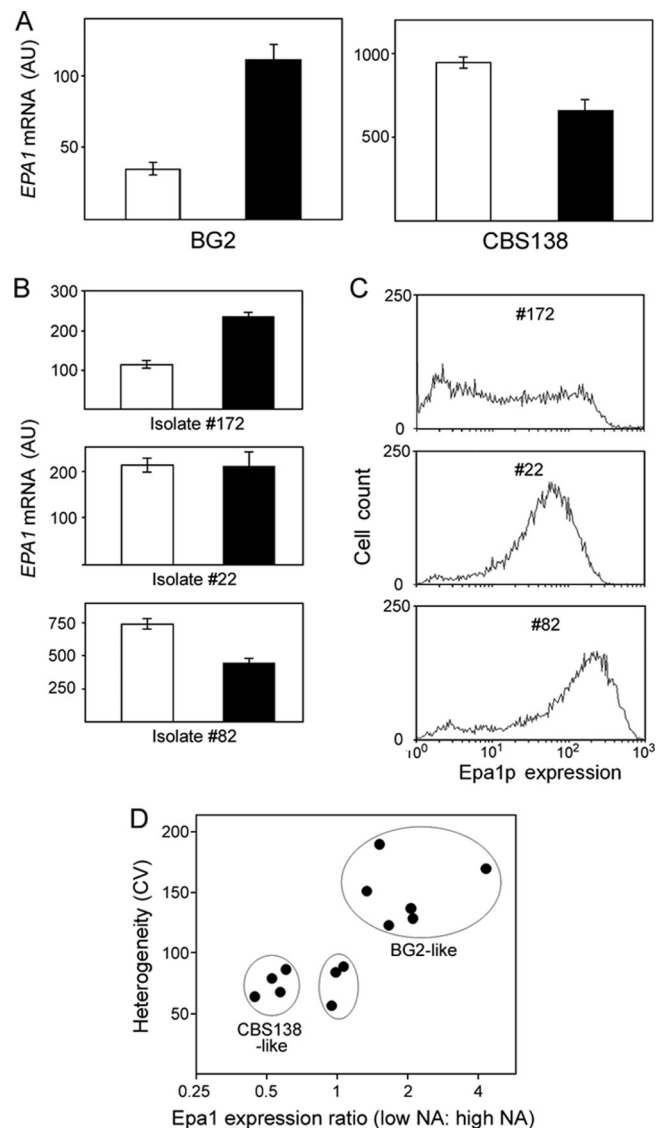 A
EPA1 mRNA (AU)
100
50
BG2
1000
500
CBS138
B
EPA1 mRNA (AU)
300
200
100
Isolate #172
200
100
Isolate #22
750
500
250
Isolate #82
C
Cell count
250
#172
0
250
#22
0
250
#82
0
10⁰ 10¹ 10² 10³
Epa1p expression
D
Heterogeneity (CV)
200
150
100
50
BG2-like
CBS138
-like
0.25 0.5 1 2 4
Epa1 expression ratio (low NA: high NA)